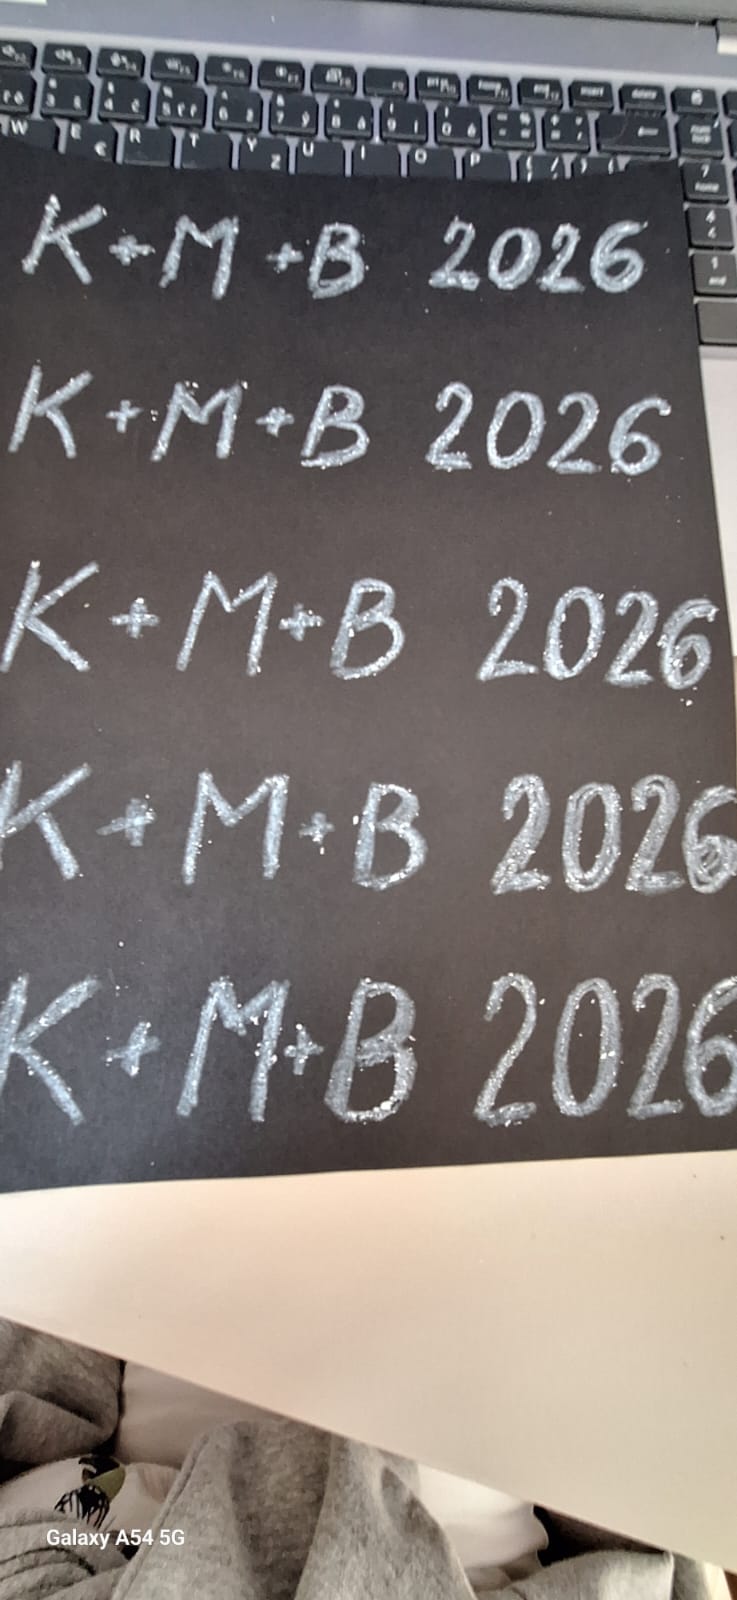 W E € R T Y Z U I O P
K+M+B 2026
K+M+B 2026
K+M+B 2026
K+M+B 2026
K+M+B 2026
Galaxy A54 5G